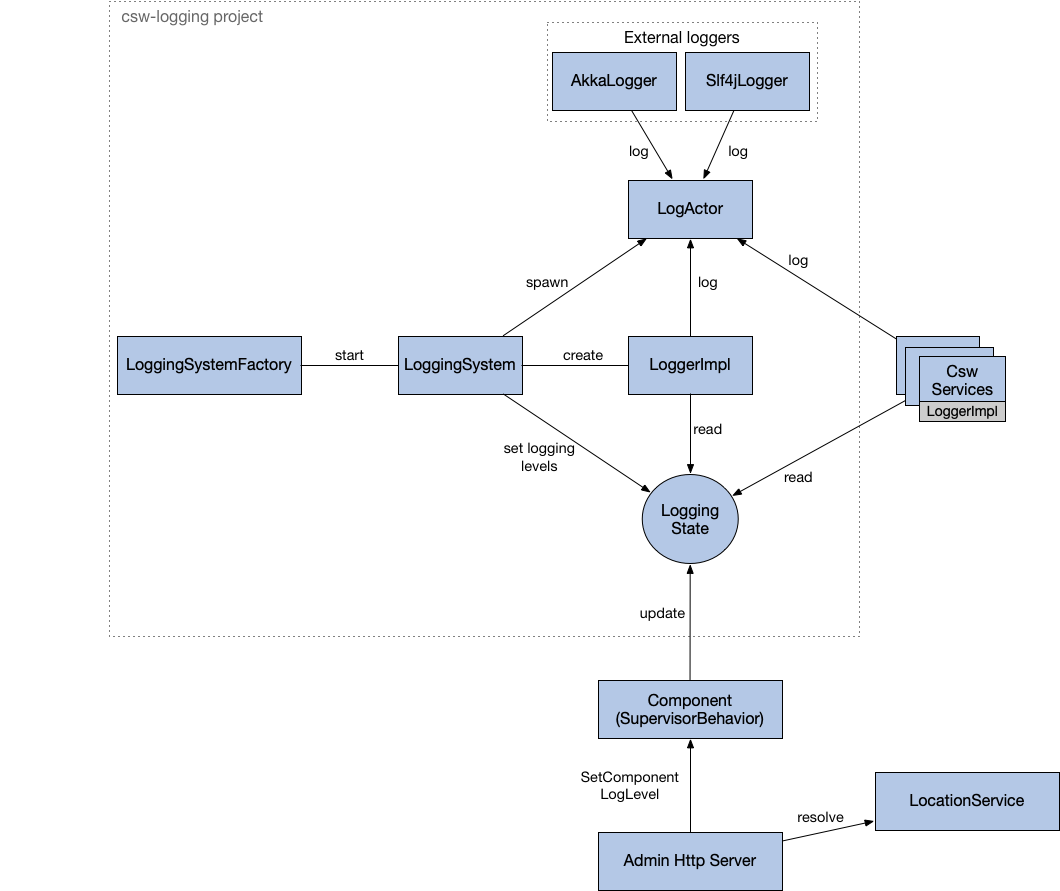 csw-logging project
External loggers
AkkaLogger
Slf4jLogger
log
log
LogActor
log
spawn
log
LoggingSystemFactory
start
LoggingSystem
create
LoggerImpl
Csw
Services
LoggerImpl
read
set logging
levels
read
Logging
State
update
Component
(SupervisorBehavior)
SetComponent
LogLevel
LocationService
resolve
Admin Http Server